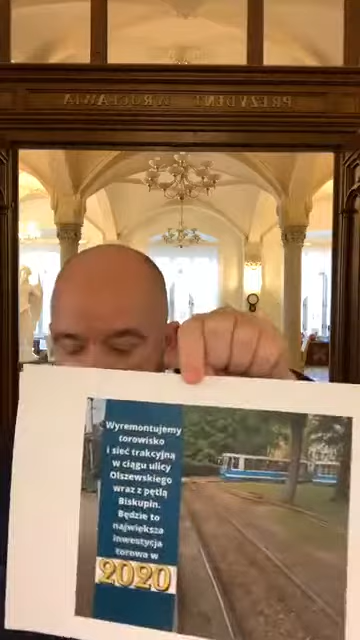 PREZYDENT WROCŁAWIA
Wyremontujemy
torowisko
i sieć trakcyjną
w ciągu ulicy
Olszewskiego
wraz z pętlą
Biskupin.
Będzie to
największa
inwestycja
torowa w
2020